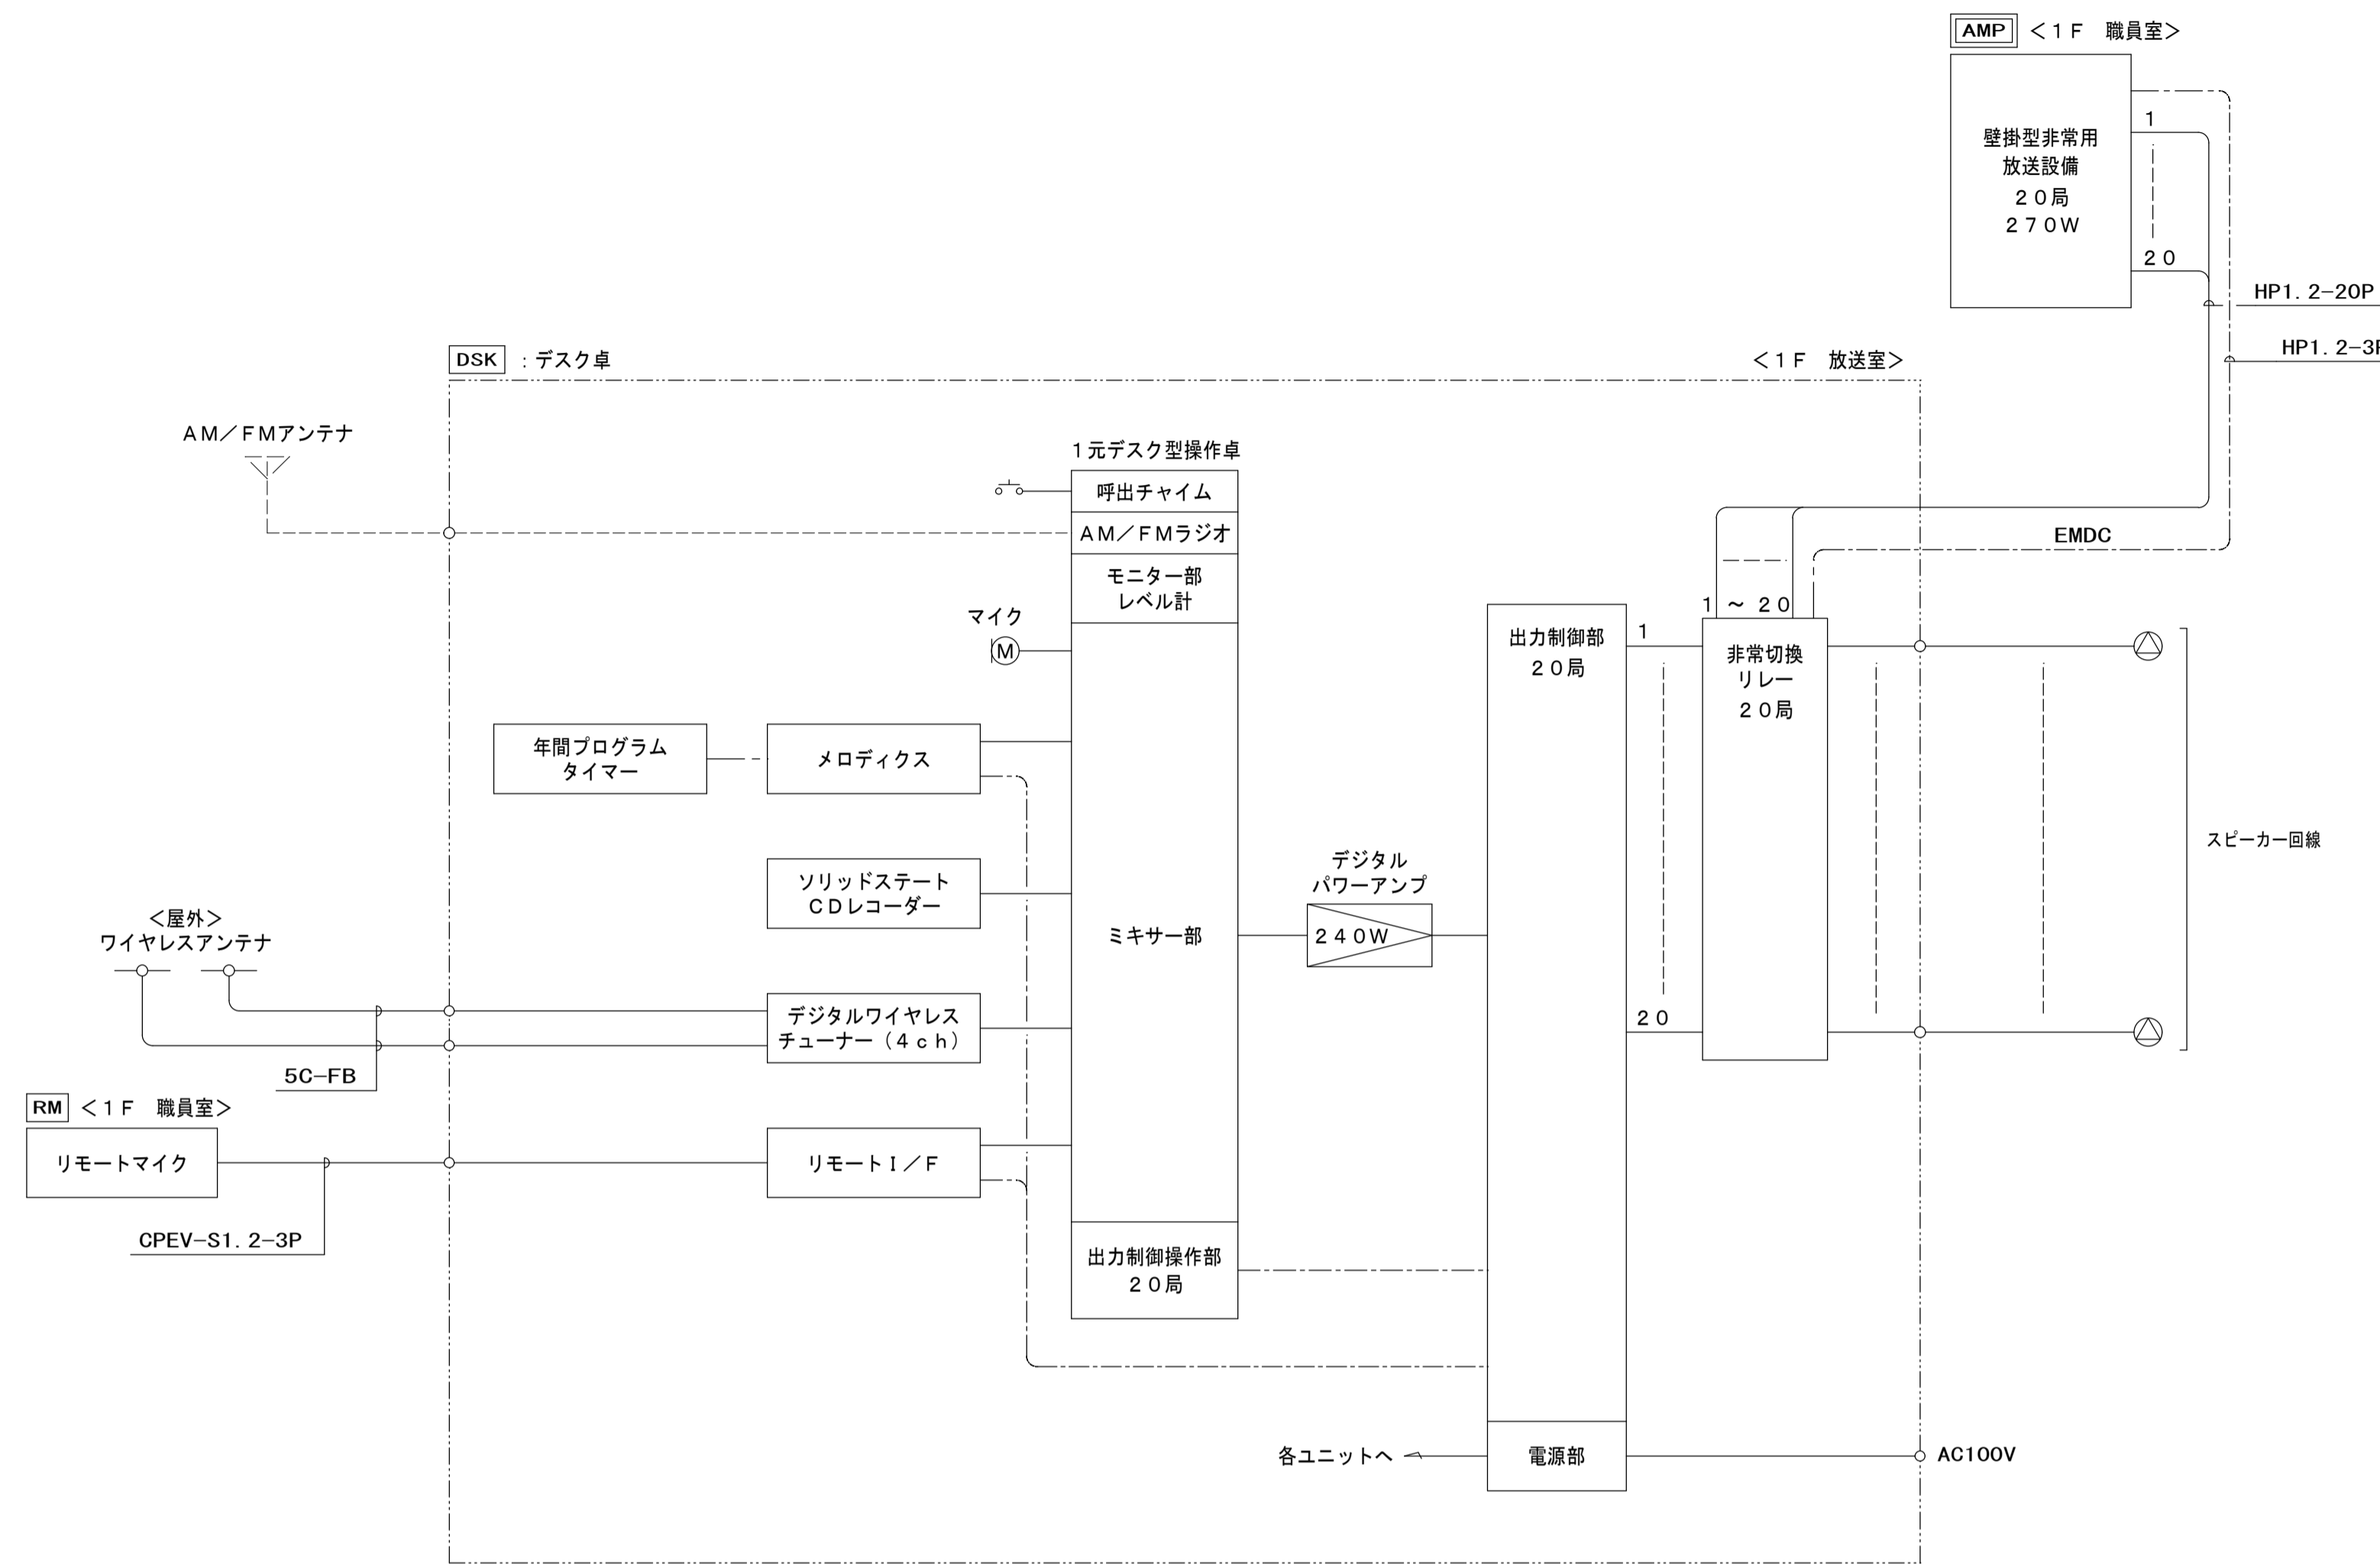 AMP ＜１Ｆ　職員室＞
壁掛型非常用
放送設備
２０局
２７０Ｗ
1
２０
HP1. 2−20P
HP1. 2−3P
DSK ：デスク卓
＜１Ｆ　放送室＞
ＡＭ／ＦＭアンテナ
１元デスク型操作卓
呼出チャイム
ＡＭ／ＦＭラジオ
モニター部
レベル計
マイク
M
ミキサー部
出力制御操作部
２０局
年間プログラム
タイマー
メロディクス
ソリッドステート
ＣＤレコーダー
＜屋外＞
ワイヤレスアンテナ
デジタルワイヤレス
チューナー（４ｃｈ）
5C−FB
RM ＜１Ｆ　職員室＞
リモートマイク
リモートＩ／Ｆ
CPEV−S1. 2−3P
デジタル
パワーアンプ
２４０Ｗ
出力制御部
２０局
1
２０
EMDC
１ ～ ２０
非常切換
リレー
２０局
スピーカー回線
各ユニットへ
電源部
AC100V